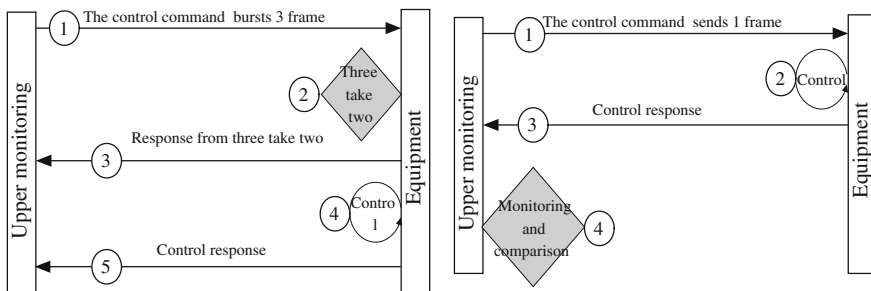 1
The control command bursts 3 frame
2
Three
take
two
3
Response from three take two
4
Contro
l
5
Control response
Upper monitoring
Equipment
1
The control command sends 1 frame
2
Control
3
Control response
Monitoring
and
comparison
4
Upper monitoring
Equipment